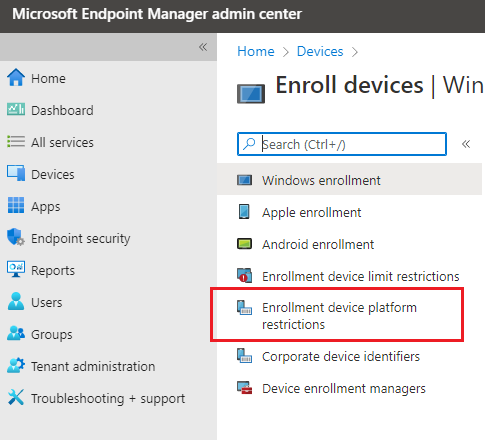 Microsoft Endpoint Manager admin center
«
Home > Devices >
Enroll devices | Win
Search (Ctrl+/)
«
Home
Dashboard
All services
Devices
Apps
Endpoint security
Reports
Users
Groups
Tenant administration
Troubleshooting + support
Windows enrollment
Apple enrollment
Android enrollment
Enrollment device limit restrictions
Enrollment device platform
restrictions
Corporate device identifiers
Device enrollment managers